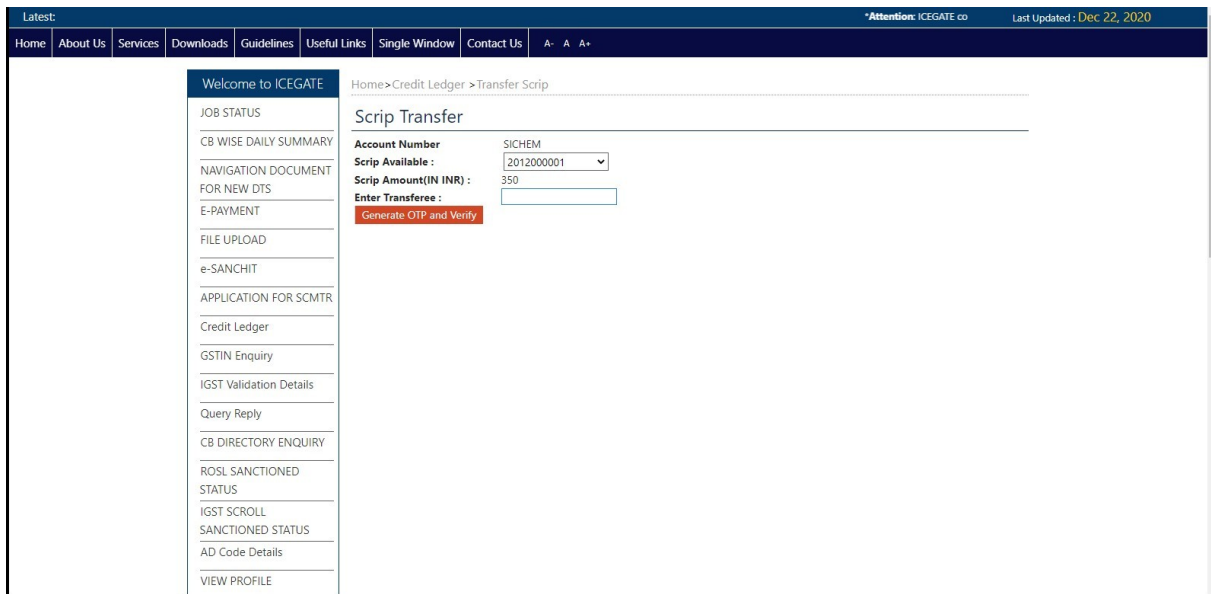 Latest:
*Attention: ICEGATE co
Last Updated : Dec 22, 2020
Home About Us Services Downloads Guidelines Useful Links Single Window Contact Us A- A A+
Welcome to ICEGATE
JOB STATUS
CB WISE DAILY SUMMARY
NAVIGATION DOCUMENT
FOR NEW DTS
E-PAYMENT
FILE UPLOAD
e-SANCHIT
APPLICATION FOR SCMTR
Credit Ledger
GSTIN Enquiry
IGST Validation Details
Query Reply
CB DIRECTORY ENQUIRY
ROSL SANCTIONED
STATUS
IGST SCROLL
SANCTIONED STATUS
AD Code Details
VIEW PROFILE
Home>Credit Ledger >Transfer Scrip
Scrip Transfer
Account Number SICHEM
Scrip Available : 2012000001
Scrip Amount(IN INR) : 350
Enter Transferee :
Generate OTP and Verify